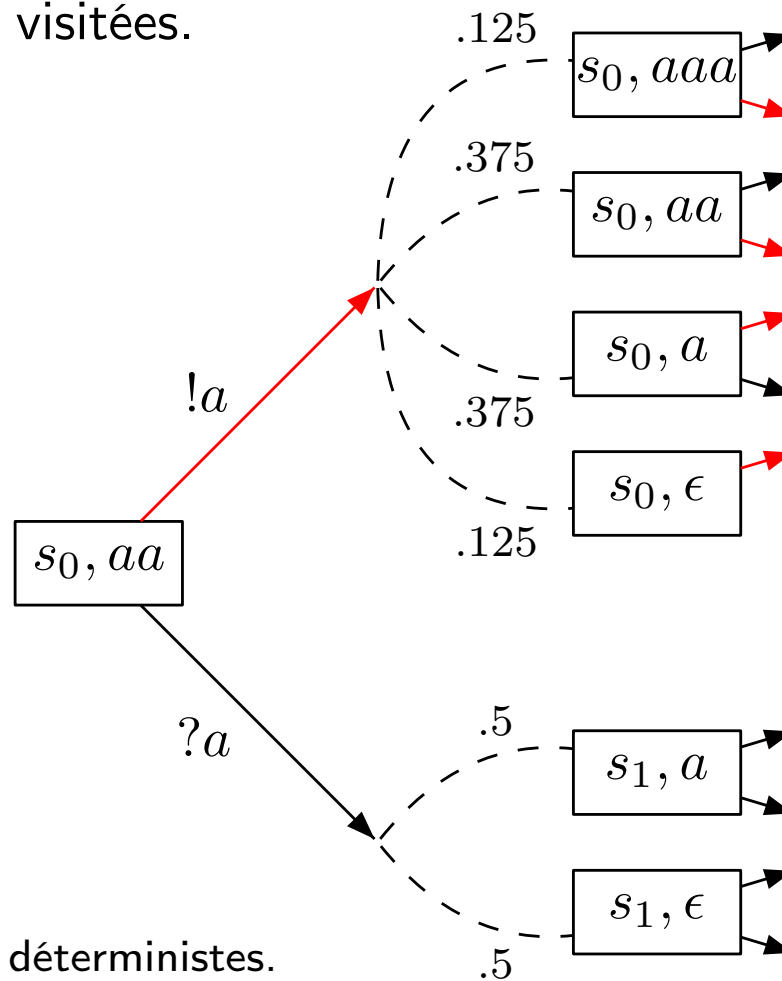 visitées.
.125
s₀, aaa
.375
s₀, aa
s₀, a
!a
.375
s₀, ϵ
.125
s₀, aa
.5
?a
s₁, a
s₁, ϵ
.5
déterministes.